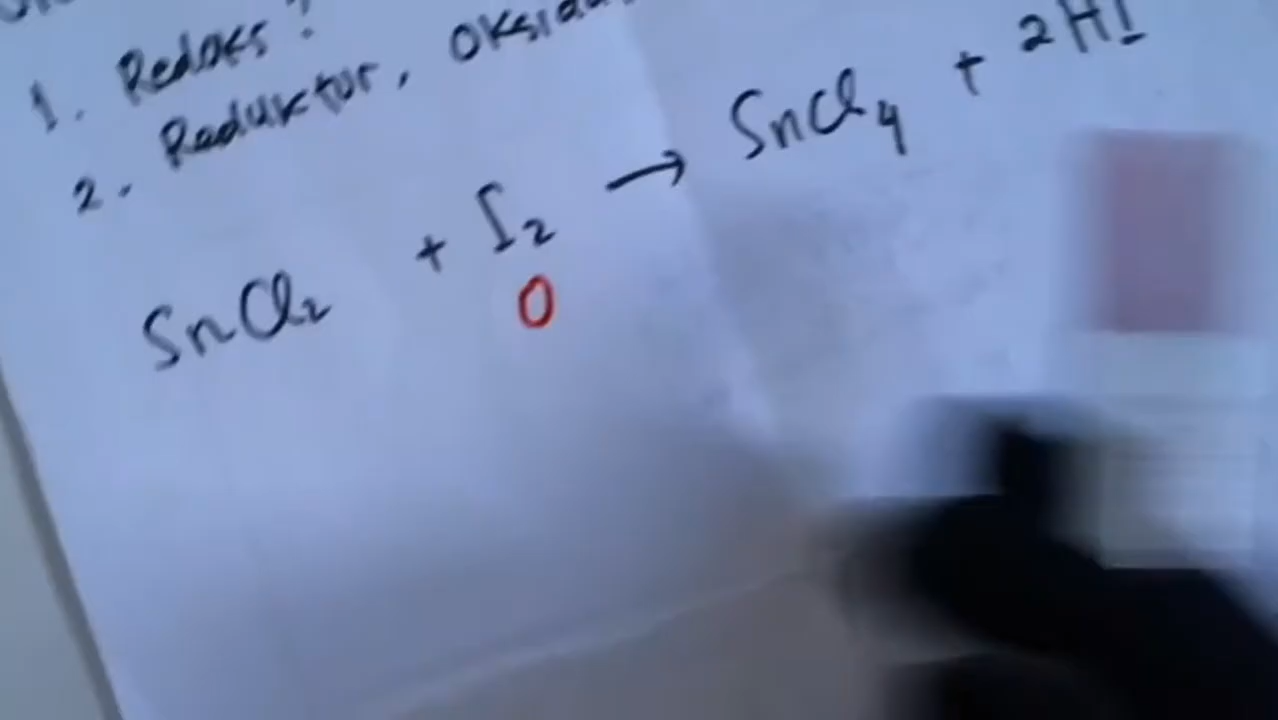 1. Redoks?
2. Reduktor,
SnCl2 + I2 → SnCl4 + 2HI
0